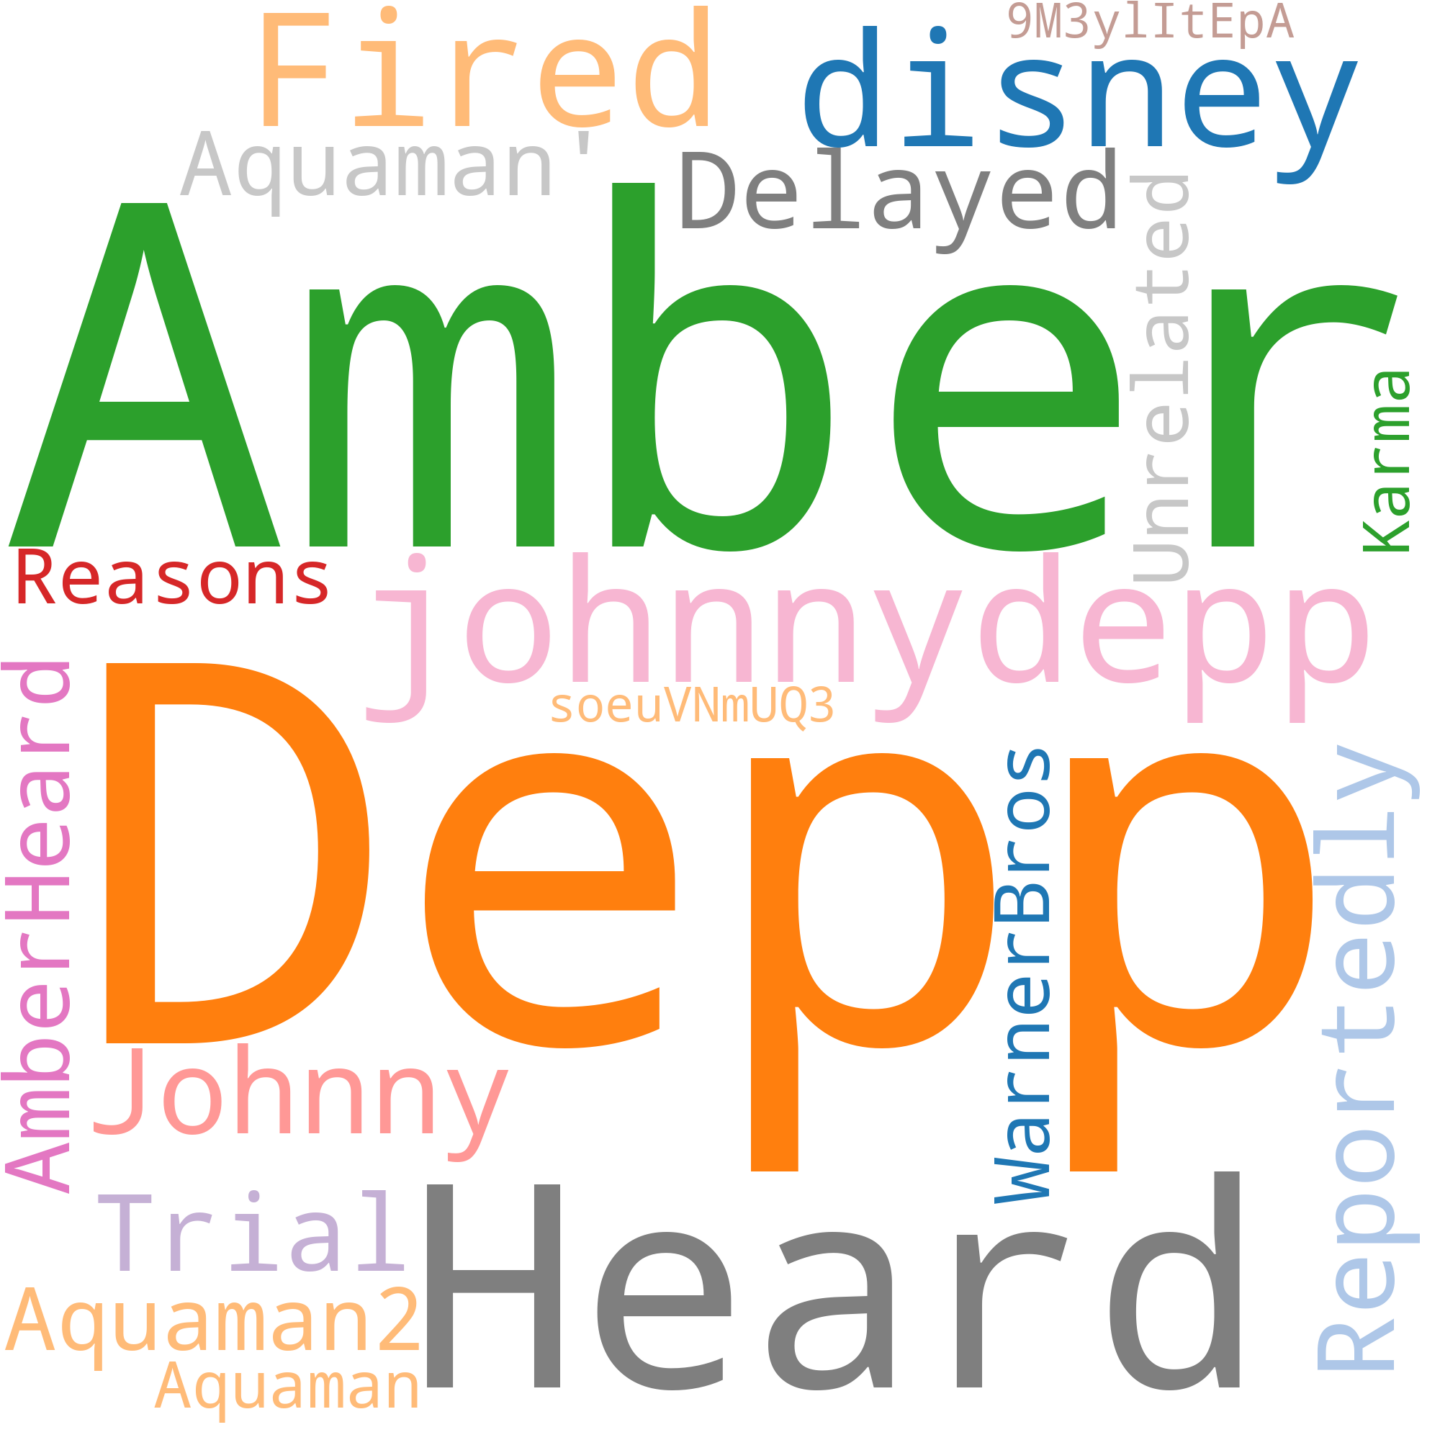 9M3ylItEpA
Fired
disney
Aquaman'
Delayed
Unrelated
Amber
Karma
Reasons
johnnydepp
soeuVNmUQ3
AmberHeard
Depp
WarnerBros
Reportedly
Johnny
Heard
Trial
Aquaman2
Aquaman